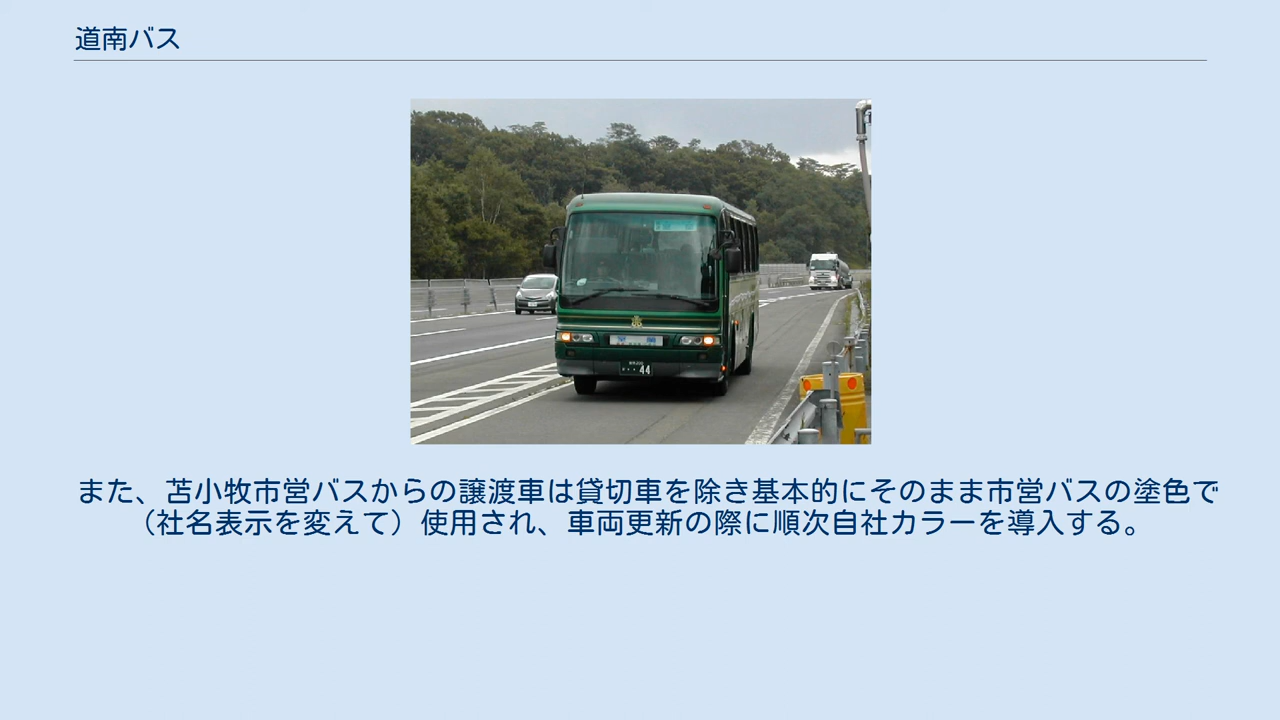 道南バス
44
また、苫小牧市営バスからの譲渡車は貸切車を除き基本的にそのまま市営バスの塗色で
（社名表示を変えて）使用され、車両更新の際に順次自社カラーを導入する。